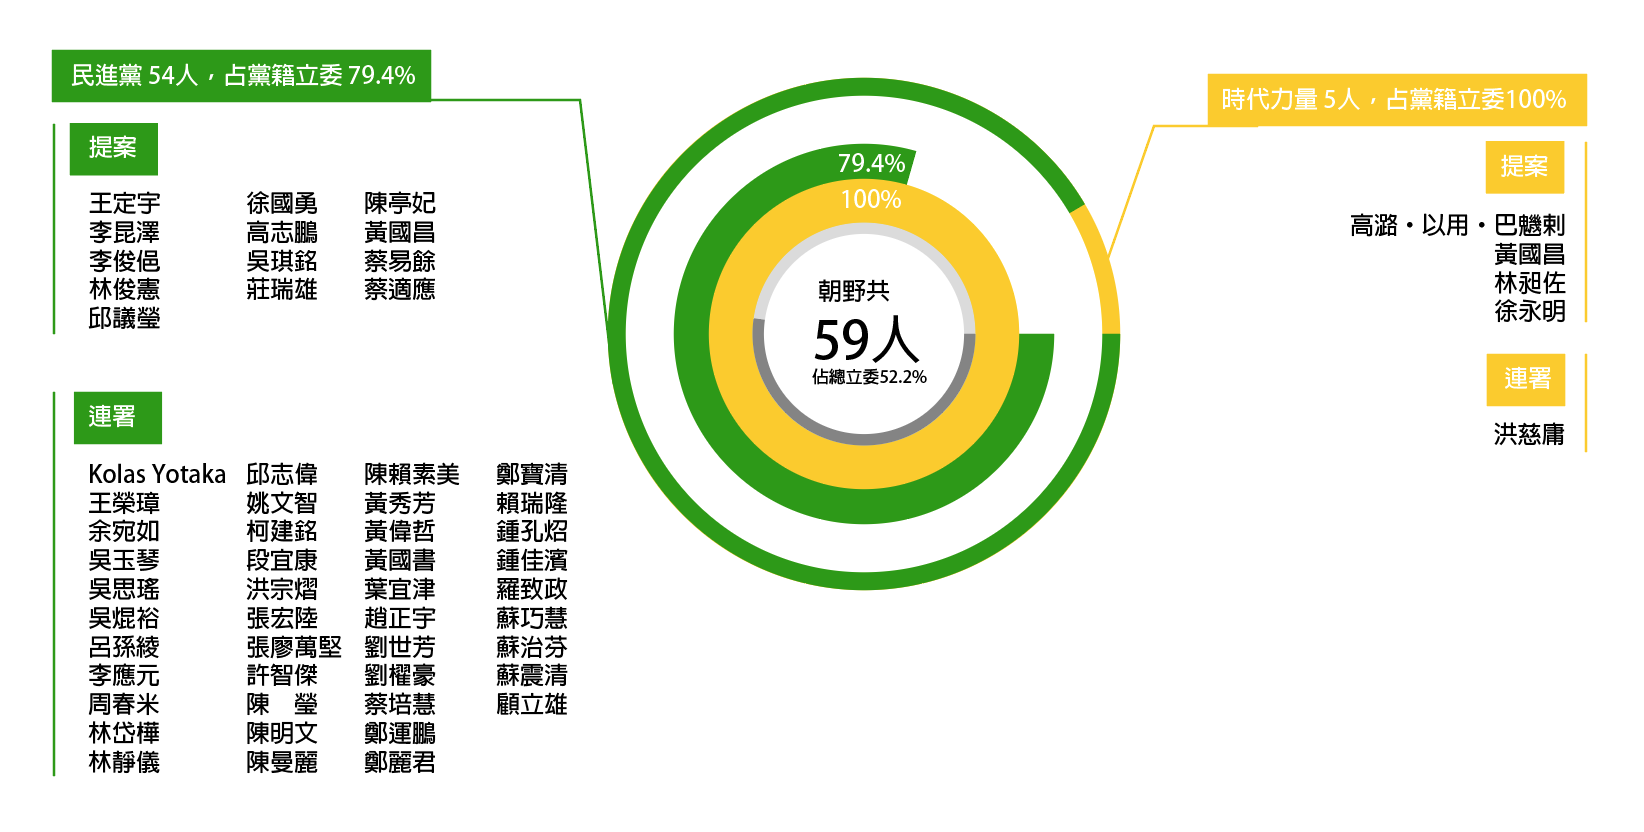 民進黨 54人，占黨籍立委 79.4%
提案
王定宇 徐國勇 陳亭妃
李昆澤 高志鵬 黃國昌
李俊俋 吳琪銘 蔡易餘
林俊憲 莊瑞雄 蔡適應
邱議瑩
連署
Kolas Yotaka 邱志偉 陳賴素美 鄭寶清
王榮璋 姚文智 黃秀芳 賴瑞隆
余宛如 柯建銘 黃偉哲 鍾孔炤
吳玉琴 段宜康 黃國書 鍾佳濱
吳思瑤 洪宗熠 葉宜津 羅致政
吳焜裕 張宏陸 趙正宇 蘇巧慧
呂孫綾 張廖萬堅 劉世芳 蘇治芬
李應元 許智傑 劉櫂豪 蘇震清
周春米 陳　瑩 蔡培慧 顧立雄
林岱樺 陳明文 鄭運鵬
林靜儀 陳曼麗 鄭麗君
79.4%
100%
朝野共
59人
佔總立委52.2%
時代力量 5人，占黨籍立委100%
提案
高潞・以用・巴魕剌
黃國昌
林昶佐
徐永明
連署
洪慈庸